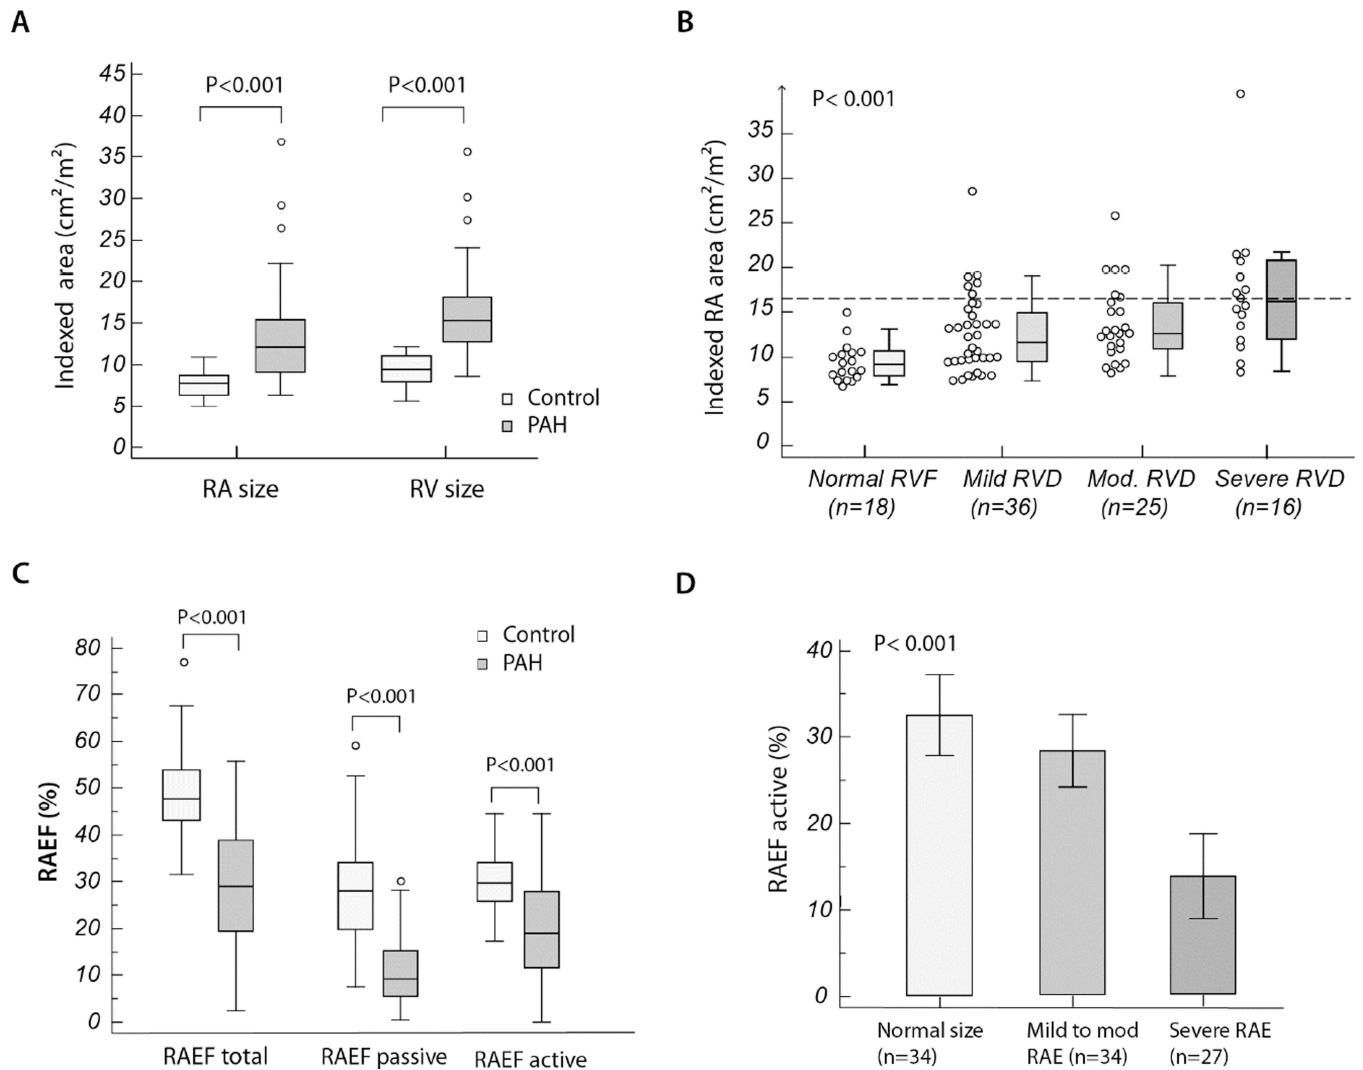 A
Indexed area (cm²/m²)
45
40
35
30
25
20
15
10
5
0
P<0.001
P<0.001
Control
PAH
RA size
RV size
B
Indexed RA area (cm²/m²)
35
30
25
20
15
10
5
0
P< 0.001
Normal RVF
(n=18)
Mild RVD
(n=36)
Mod. RVD
(n=25)
Severe RVD
(n=16)
C
RAEF (%)
80
70
60
50
40
30
20
10
0
P<0.001
P<0.001
P<0.001
Control
PAH
RAEF total
RAEF passive
RAEF active
D
RAEF active (%)
40
30
20
10
0
P< 0.001
Normal size
(n=34)
Mild to mod
RAE (n=34)
Severe RAE
(n=27)